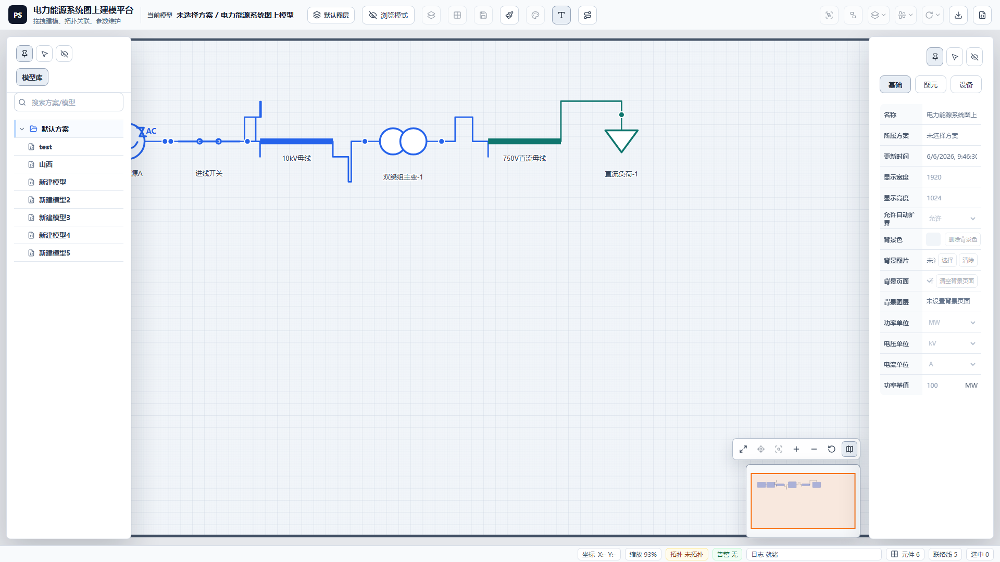 PS
电力能源系统图上建模平台
拖拽建模、拓扑关联、参数维护
当前模型 未选择方案 / 电力能源系统图上模型
默认图层
浏览模式
T
模型库
搜索方案/模型
默认方案
test
山西
新建模型
新建模型2
新建模型3
新建模型4
新建模型5
AC
源A
进线开关
10kV母线
双绕组主变-1
750V直流母线
直流负荷-1
基础
图元
设备
名称 电力能源系统图上
所属方案 未选择方案
更新时间 6/6/2026, 9:46:30
显示宽度 1920
显示高度 1024
允许自动扩界 允许
背景色 删除背景色
背景图片 未 选择 清除
背景页面 清空背景页面
背景图层 未设置背景页面
功率单位 MW
电压单位 kV
电流单位 A
功率基值 100 MW
坐标 X:- Y:-
缩放 93%
拓扑 未拓扑
告警 无
日志 就绪
元件 6
联络线 5
选中 0